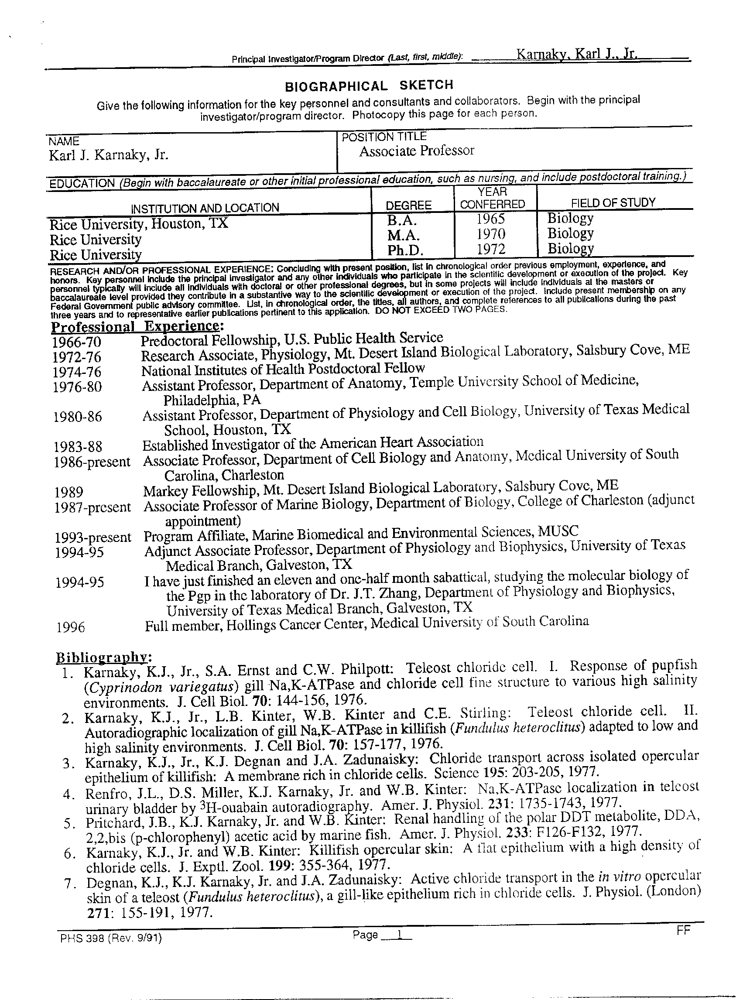 Principal Investigator/Program Director (Last, first, middle): Karnaky, Karl J., Jr.
BIOGRAPHICAL SKETCH
Give the following information for the key personnel and consultants and collaborators. Begin with the principal
investigator/program director. Photocopy this page for each person.
NAME
Karl J. Karnaky, Jr.
POSITION TITLE
Associate Professor
EDUCATION (Begin with baccalaureate or other initial professional education, such as nursing, and include postdoctoral training.)
INSTITUTION AND LOCATION DEGREE YEAR CONFERRED FIELD OF STUDY
Rice University, Houston, TX B.A. 1965 Biology
Rice University M.A. 1970 Biology
Rice University Ph.D. 1972 Biology
RESEARCH AND/OR PROFESSIONAL EXPERIENCE: Concluding with present position, list in chronological order previous employment, experience, and
honors. Key personnel include the principal investigator and any other individuals who participate in the scientific development or execution of the project. Key
personnel typically will include all individuals with doctoral or other professional degrees, but in some projects will include individuals at the masters or
baccalaureate level provided they contribute in a substantive way to the scientific development or execution of the project. Include present membership on any
Federal Government public advisory committee. List, in chronological order, the titles, all authors, and complete references to all publications during the past
three years and to representative earlier publications pertinent to this application. DO NOT EXCEED TWO PAGES.
Professional Experience:
1966-70 Predoctoral Fellowship, U.S. Public Health Service
1972-76 Research Associate, Physiology, Mt. Desert Island Biological Laboratory, Salsbury Cove, ME
1974-76 National Institutes of Health Postdoctoral Fellow
1976-80 Assistant Professor, Department of Anatomy, Temple University School of Medicine,
Philadelphia, PA
1980-86 Assistant Professor, Department of Physiology and Cell Biology, University of Texas Medical
School, Houston, TX
1983-88 Established Investigator of the American Heart Association
1986-present Associate Professor, Department of Cell Biology and Anatomy, Medical University of South
Carolina, Charleston
1989 Markey Fellowship, Mt. Desert Island Biological Laboratory, Salsbury Cove, ME
1987-present Associate Professor of Marine Biology, Department of Biology, College of Charleston (adjunct
appointment)
1993-present Program Affiliate, Marine Biomedical and Environmental Sciences, MUSC
1994-95 Adjunct Associate Professor, Department of Physiology and Biophysics, University of Texas
Medical Branch, Galveston, TX
1994-95 I have just finished an eleven and one-half month sabattical, studying the molecular biology of
the Pgp in the laboratory of Dr. J.T. Zhang, Department of Physiology and Biophysics,
University of Texas Medical Branch, Galveston, TX
1996 Full member, Hollings Cancer Center, Medical University of South Carolina
Bibliography:
1. Karnaky, K.J., Jr., S.A. Ernst and C.W. Philpott: Teleost chloride cell. I. Response of pupfish
(Cyprinodon variegatus) gill Na,K-ATPase and chloride cell fine structure to various high salinity
environments. J. Cell Biol. 70: 144-156, 1976.
2. Karnaky, K.J., Jr., L.B. Kinter, W.B. Kinter and C.E. Stirling: Teleost chloride cell. II.
Autoradiographic localization of gill Na,K-ATPase in killifish (Fundulus heteroclitus) adapted to low and
high salinity environments. J. Cell Biol. 70: 157-177, 1976.
3. Karnaky, K.J., Jr., K.J. Degnan and J.A. Zadunaisky: Chloride transport across isolated opercular
epithelium of killifish: A membrane rich in chloride cells. Science 195: 203-205, 1977.
4. Renfro, J.L., D.S. Miller, K.J. Karnaky, Jr. and W.B. Kinter: Na,K-ATPase localization in teleost
urinary bladder by ³H-ouabain autoradiography. Amer. J. Physiol. 231: 1735-1743, 1977.
5. Pritchard, J.B., K.J. Karnaky, Jr. and W.B. Kinter: Renal handling of the polar DDT metabolite, DDA,
2,2,bis (p-chlorophenyl) acetic acid by marine fish. Amer. J. Physiol. 233: F126-F132, 1977.
6. Karnaky, K.J., Jr. and W.B. Kinter: Killifish opercular skin: A flat epithelium with a high density of
chloride cells. J. Exptl. Zool. 199: 355-364, 1977.
7. Degnan, K.J., K.J. Karnaky, Jr. and J.A. Zadunaisky: Active chloride transport in the in vitro opercular
skin of a teleost (Fundulus heteroclitus), a gill-like epithelium rich in chloride cells. J. Physiol. (London)
271: 155-191, 1977.
PHS 398 (Rev. 9/91) Page 1 FF